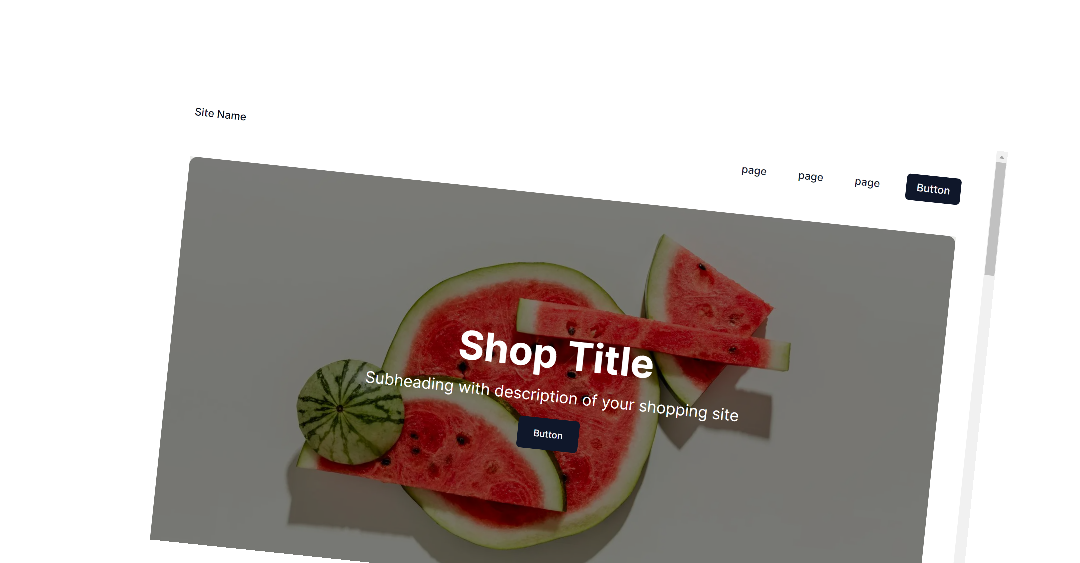 Site Name
page
page
page
Button
Shop Title
Subheading with description of your shopping site
Button